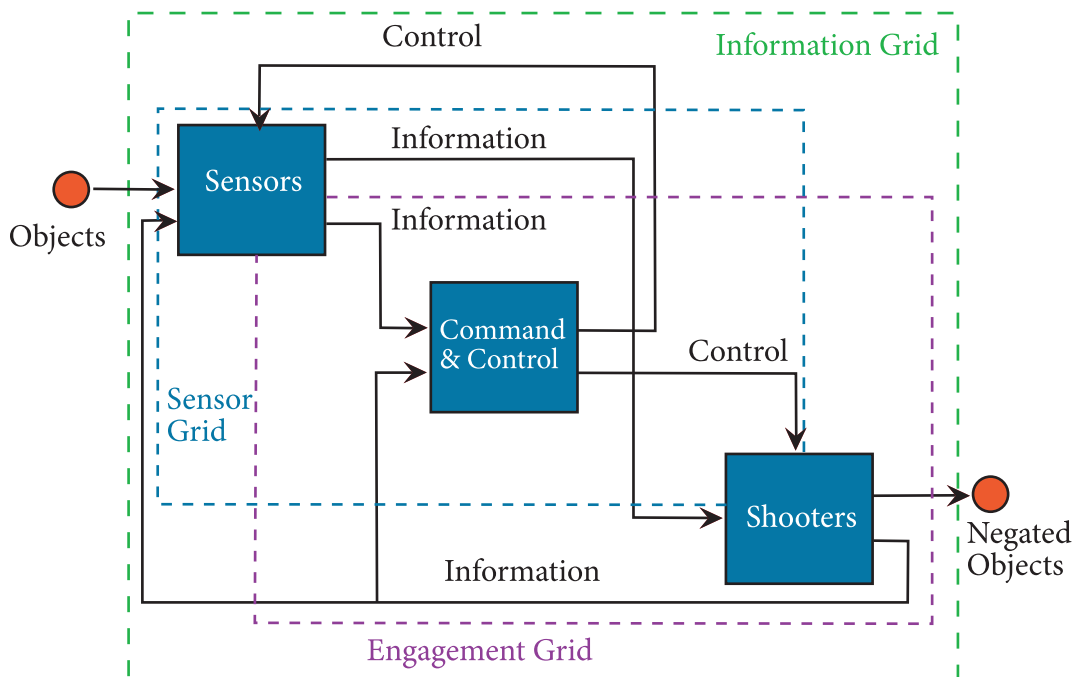 Control
Information Grid
Information
Sensors
Information
Objects
Command
& Control
Control
Sensor
Grid
Shooters
Negated
Objects
Information
Engagement Grid